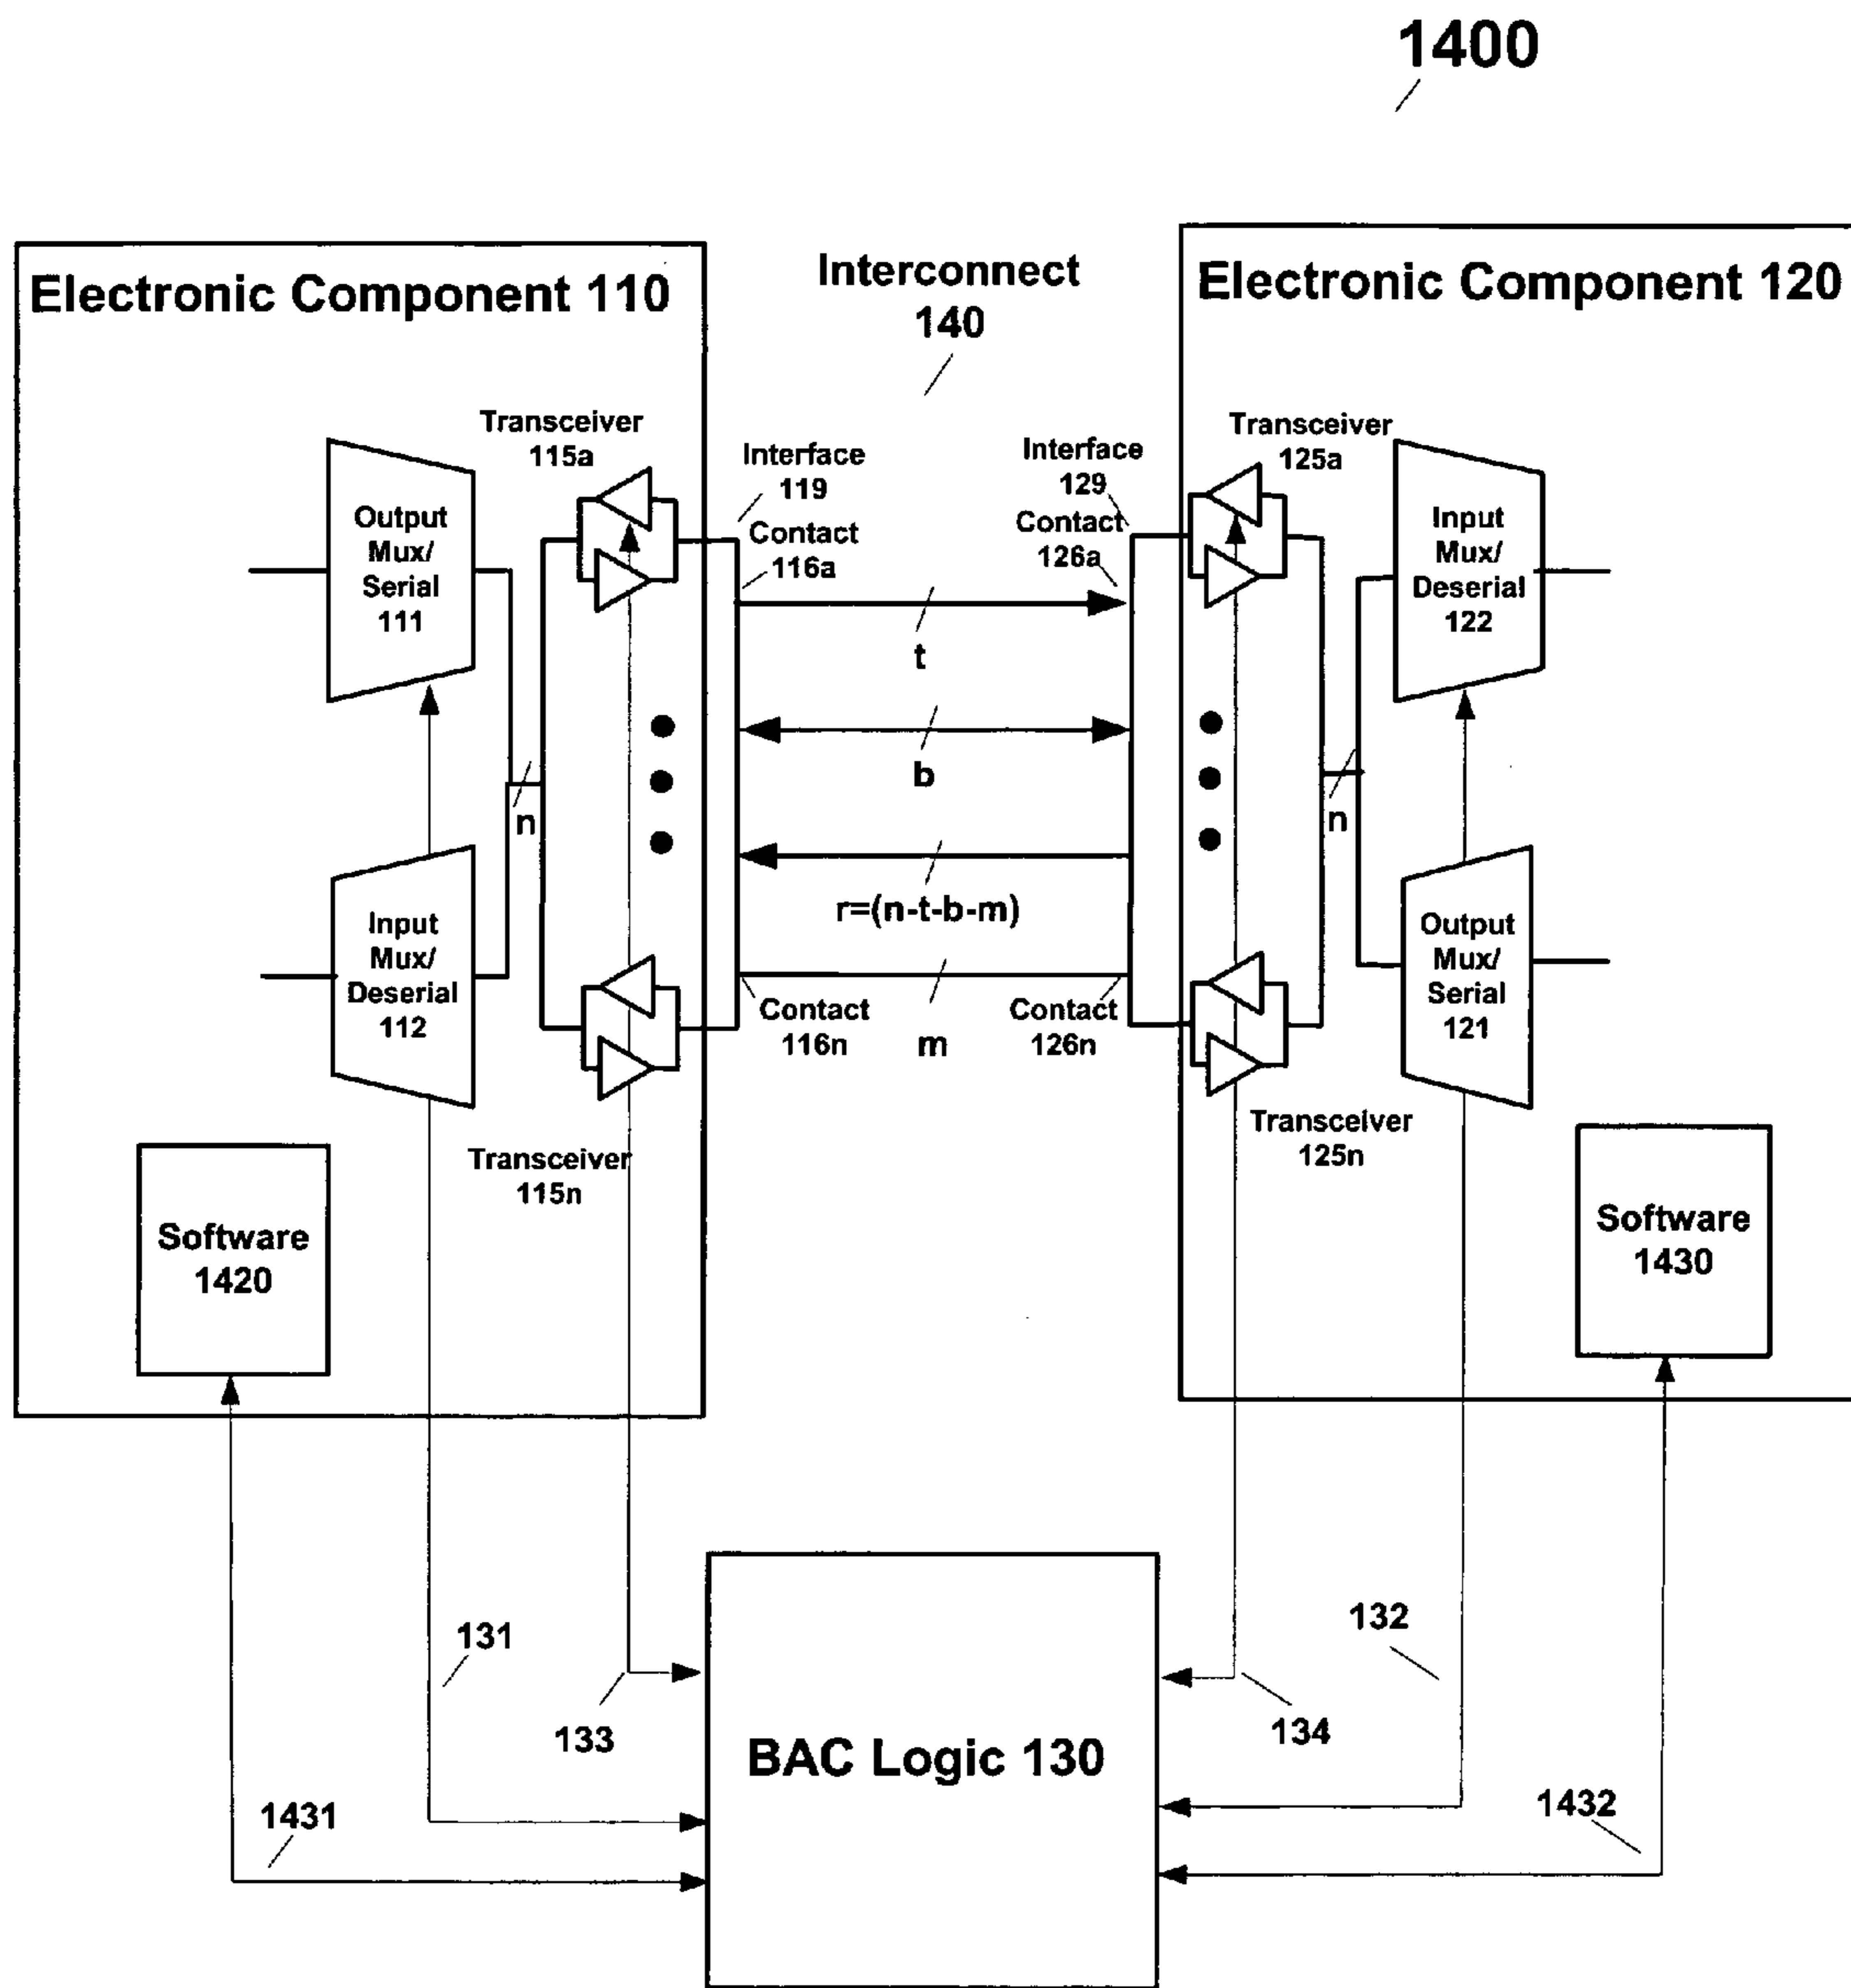 1400
Electronic Component 110
Interconnect
140
Electronic Component 120
Transceiver
115a
Interface
119
Contact
116a
Interface
129
Contact
126a
Transceiver
125a
Output
Mux/
Serial
111
Input
Mux/
Deserial
122
t
b
n
n
r=(n-t-b-m)
m
Input
Mux/
Deserial
112
Output
Mux/
Serial
121
Contact
116n
Contact
126n
Transceiver
115n
Transceiver
125n
Software
1420
Software
1430
131
133
132
134
BAC Logic 130
1431
1432